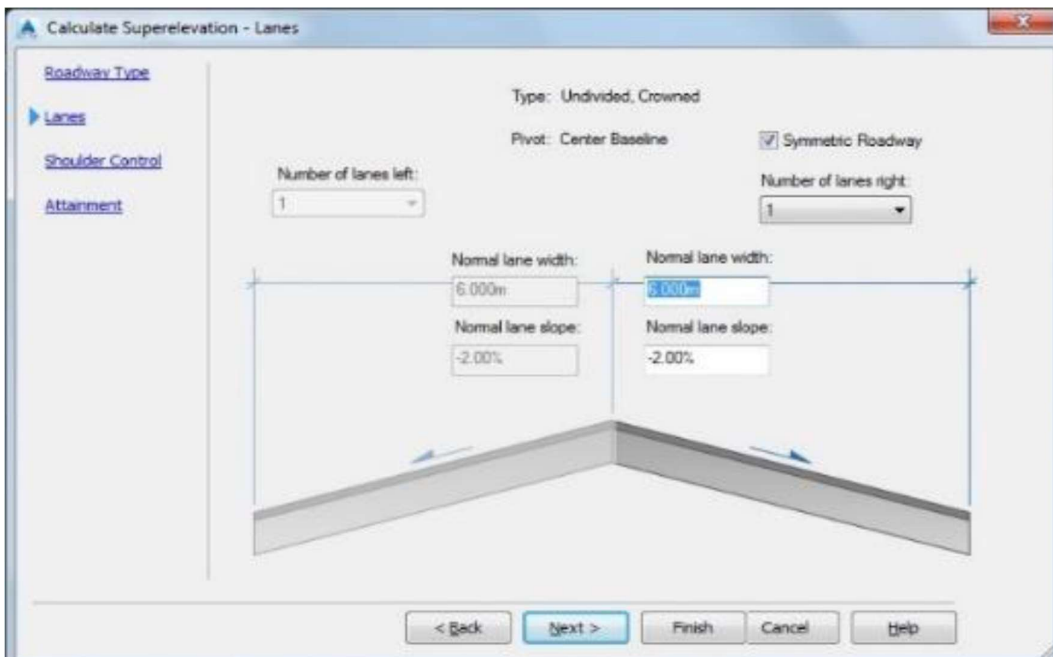 Calculate Superelevation - Lanes
Roadway Type
Lanes
Shoulder Control
Attainment
Type: Undivided, Crowned
Pivot: Center Baseline
Symmetric Roadway
Number of lanes left:
1
Number of lanes right:
1
Normal lane width:
6.000m
Normal lane width:
6.000m
Normal lane slope:
-2.00%
Normal lane slope:
-2.00%
< Back
Next >
Finish
Cancel
Help